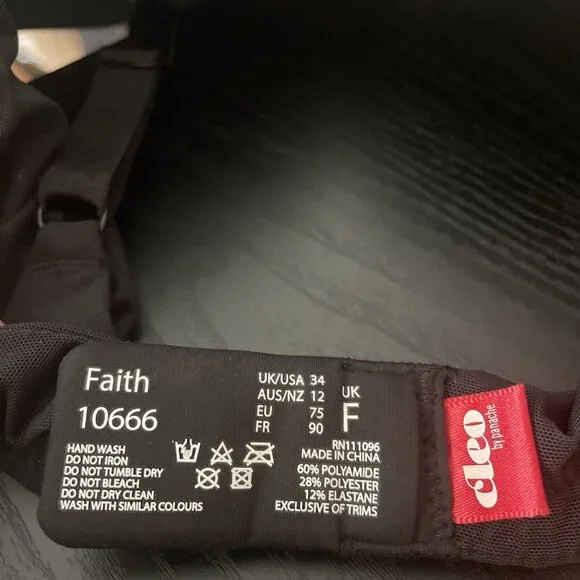 Faith
10666
UK/USA 34
AUS/NZ 12
EU 75
FR 90
UK
F
HAND WASH
DO NOT IRON
DO NOT TUMBLE DRY
DO NOT BLEACH
DO NOT DRY CLEAN
WASH WITH SIMILAR COLOURS
RN111096
MADE IN CHINA
60% POLYAMIDE
28% POLYESTER
12% ELASTANE
EXCLUSIVE OF TRIMS
cleo
by panache